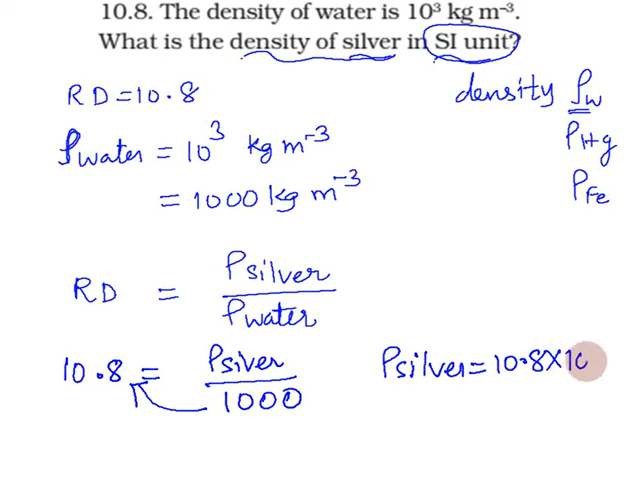 10.8. The density of water is 10³ kg m⁻³.
What is the density of silver in SI unit?
RD = 10.8
density ρw
ρwater = 10³ kg m⁻³
ρHg
= 1000 kg m⁻³
ρFe
RD = ρsilver / ρwater
10.8 = ρsiver / 1000
ρsilver = 10.8 × 10